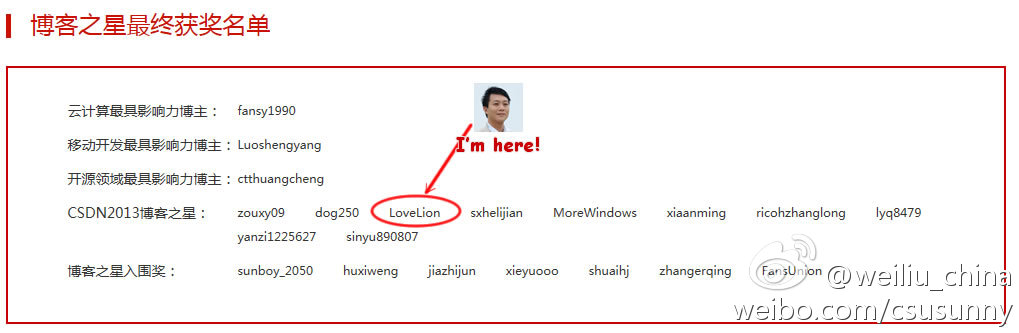 博客之星最终获奖名单
云计算最具影响力博主： fansy1990
I'm here!
移动开发最具影响力博主：Luoshengyang
开源领域最具影响力博主：ctthuangcheng
CSDN2013博客之星： zouxy09 dog250 LoveLion sxhelijian MoreWindows xiaanming ricohzhanglong lyq8479
yanzi1225627 sinyu890807
博客之星入围奖： sunboy_2050 huxiweng jiazhijun xieyuooo shuaihj zhangerqing FansUnion
@weiliu_china
weibo.com/csusunny